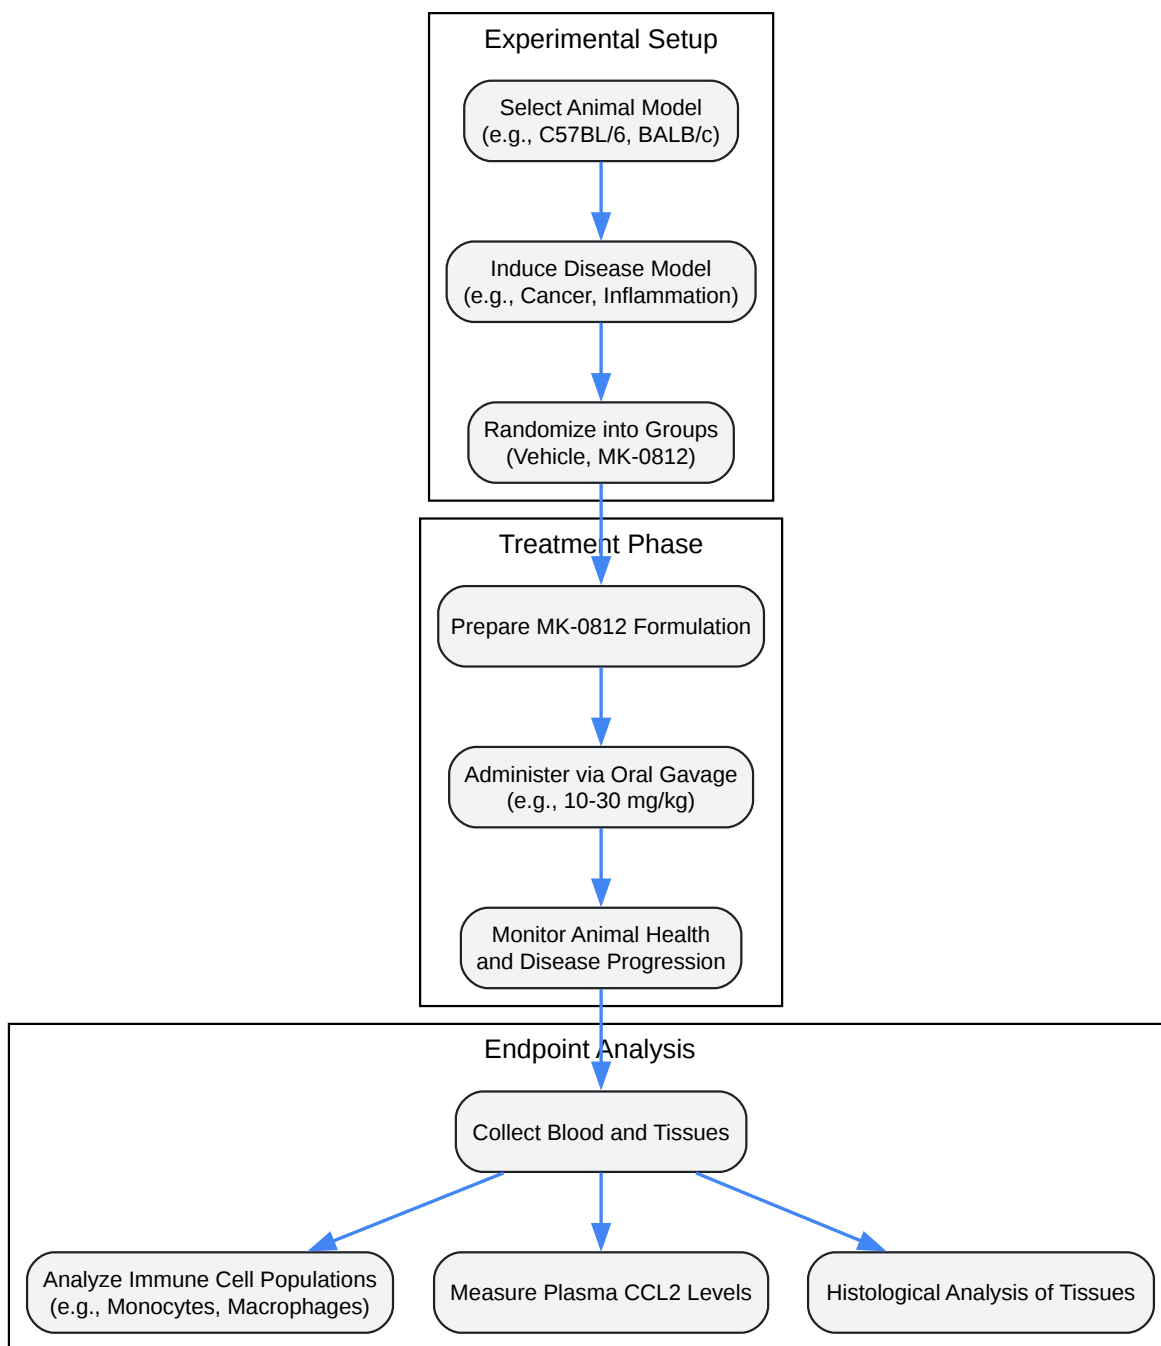 Experimental Setup
Select Animal Model
(e.g., C57BL/6, BALB/c)
Induce Disease Model
(e.g., Cancer, Inflammation)
Randomize into Groups
(Vehicle, MK-0812)
Treatment Phase
Prepare MK-0812 Formulation
Administer via Oral Gavage
(e.g., 10-30 mg/kg)
Monitor Animal Health
and Disease Progression
Endpoint Analysis
Collect Blood and Tissues
Analyze Immune Cell Populations
(e.g., Monocytes, Macrophages)
Measure Plasma CCL2 Levels
Histological Analysis of Tissues